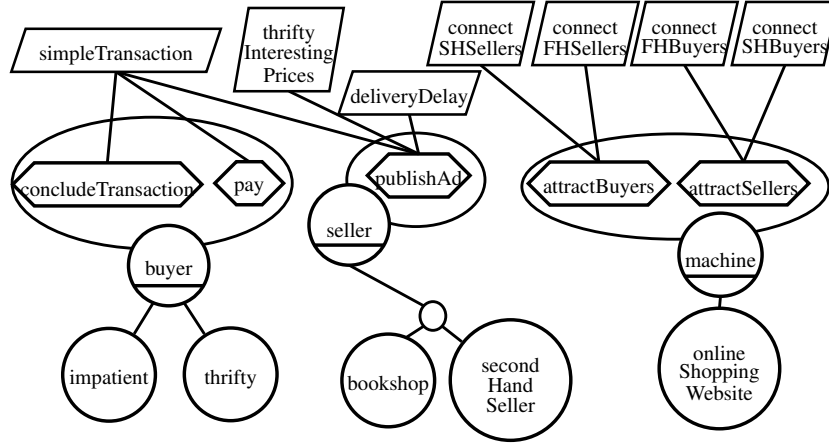 simpleTransaction
thrifty
Interesting
Prices
deliveryDelay
connect
SHSellers
connect
FHSellers
connect
FHBuyers
connect
SHBuyers
concludeTransaction
pay
publishAd
attractBuyers
attractSellers
buyer
seller
machine
impatient
thrifty
bookshop
second
Hand
Seller
online
Shopping
Website